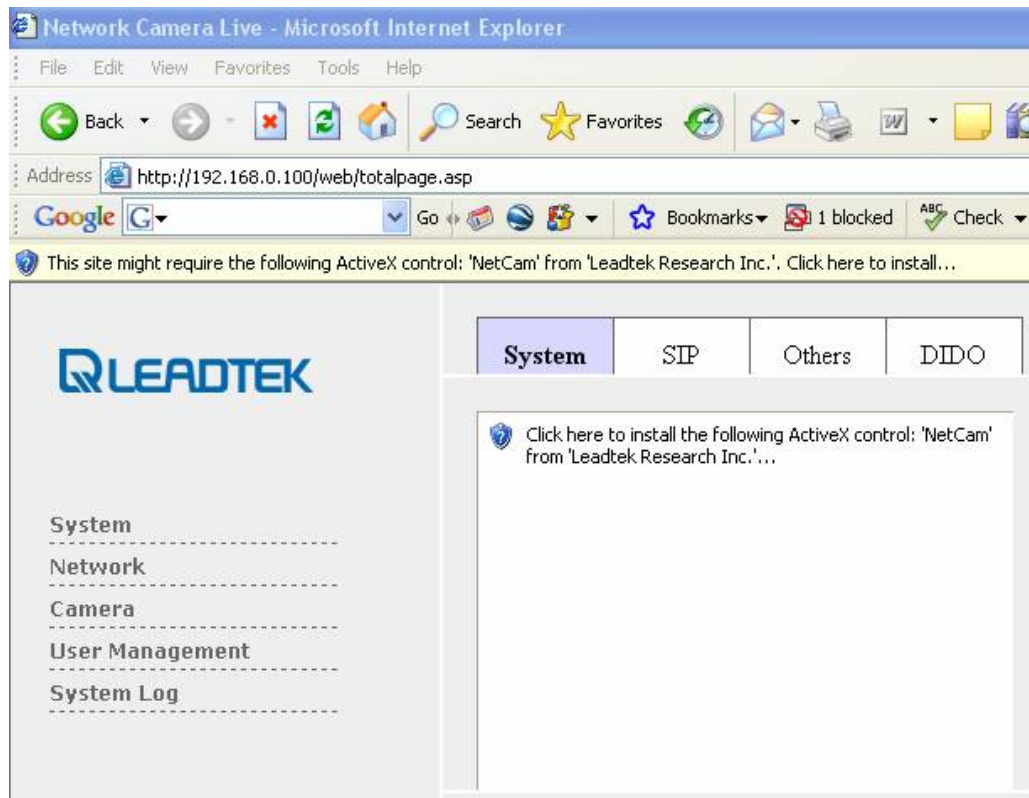 Network Camera Live - Microsoft Internet Explorer
File Edit View Favorites Tools Help
Back Search Favorites
Address http://192.168.0.100/web/totalpage.asp
Google G Go Bookmarks 1 blocked ABC Check
This site might require the following ActiveX control: 'NetCam' from 'Leadtek Research Inc.'. Click here to install...
LEADTEK
System SIP Others DIDO
Click here to install the following ActiveX control: 'NetCam'
from 'Leadtek Research Inc.'...
System
Network
Camera
User Management
System Log